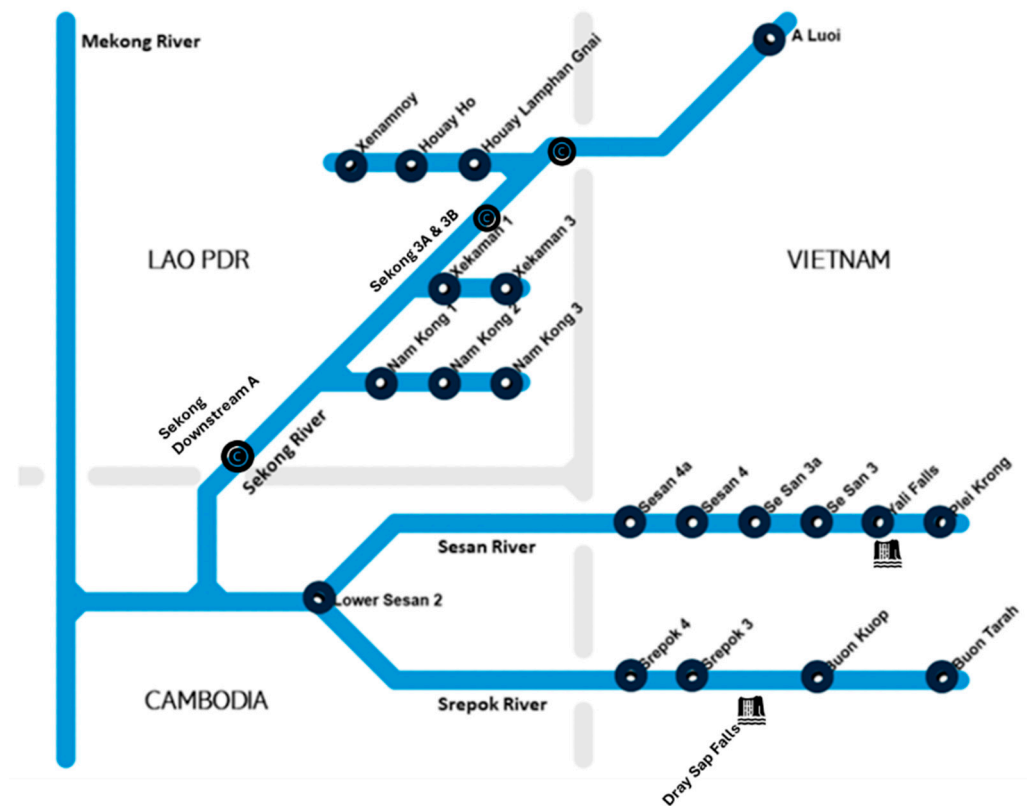 Mekong River
A Luoi
Xenamnoy
Houay Ho
Houay Lamphan Gnai
C
C
LAO PDR
VIETNAM
Sekong 3A & 3B
Xekaman 1
Xekaman 3
Nam Kong 1
Nam Kong 2
Nam Kong 3
Sekong
Downstream A
C
Sekong River
Sesan 4a
Sesan 4
Se San 3a
Se San 3
Yali Falls
Plei Krong
Sesan River
Lower Sesan 2
Srepok 4
Srepok 3
Buon Kuop
Buon Tarah
CAMBODIA
Srepok River
Dray Sap Falls